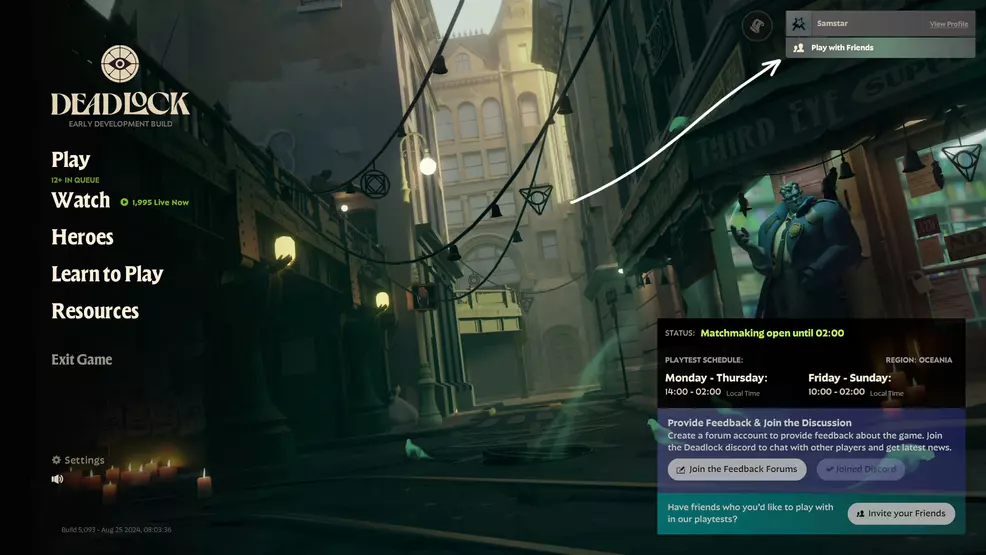 Samstar
View Profile
Play with Friends
DEADLOCK
EARLY DEVELOPMENT BUILD
Play
12+ IN QUEUE
Watch
1,995 Live Now
Heroes
Learn to Play
Resources
Exit Game
Settings
Build 5,093 - Aug 25 2024, 08:03:36
THIRD EYE SUPP
STATUS: Matchmaking open until 02:00
PLAYTEST SCHEDULE:
REGION: OCEANIA
Monday - Thursday:
14:00 - 02:00 Local Time
Friday - Sunday:
10:00 - 02:00 Local Time
Provide Feedback & Join the Discussion
Create a forum account to provide feedback about the game. Join
the Deadlock discord to chat with other players and get latest news.
Join the Feedback Forums
Joined Discord
Have friends who you'd like to play with
in our playtests?
Invite your Friends